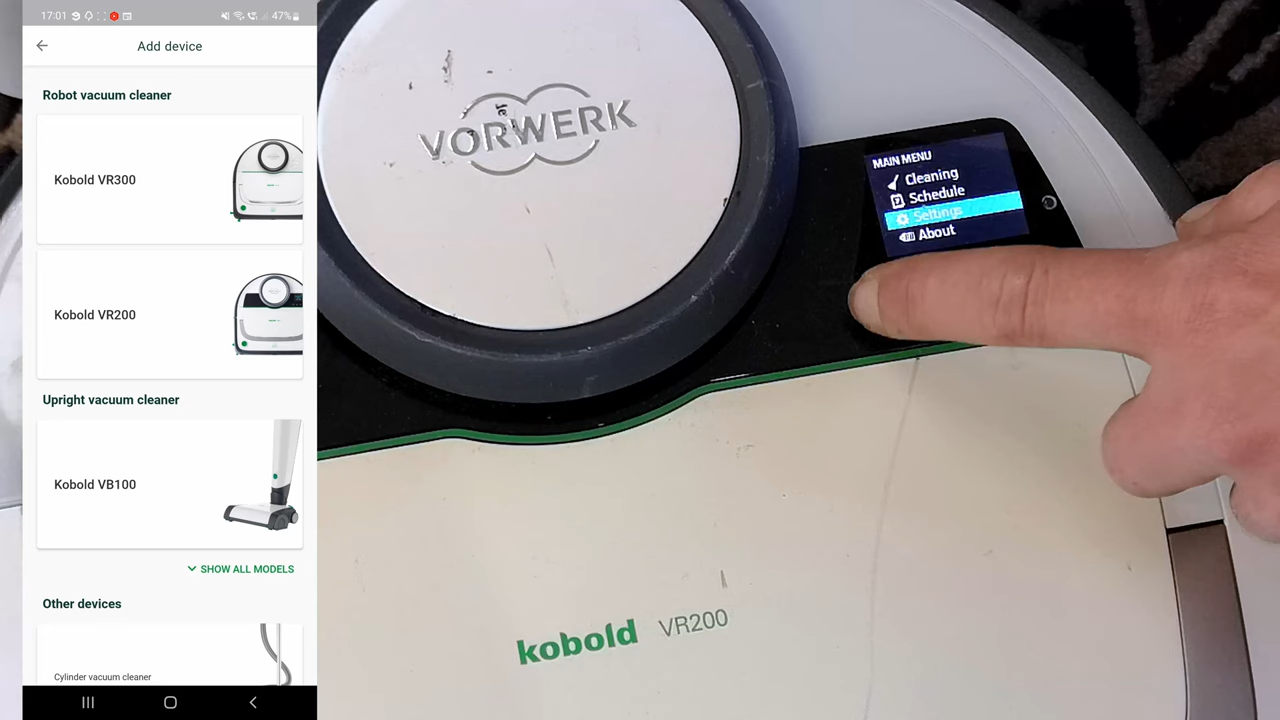 17:01
47%
Add device
Robot vacuum cleaner
Kobold VR300
Kobold VR200
Upright vacuum cleaner
Kobold VB100
SHOW ALL MODELS
Other devices
Cylinder vacuum cleaner
VORWERK
MAIN MENU
Cleaning
Schedule
Settings
About
kobold VR200